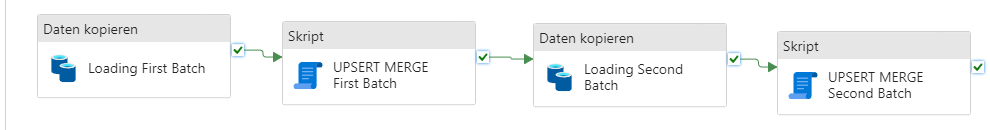 Daten kopieren
Loading First Batch
Skript
UPSERT MERGE
First Batch
Daten kopieren
Loading Second
Batch
Skript
UPSERT MERGE
Second Batch